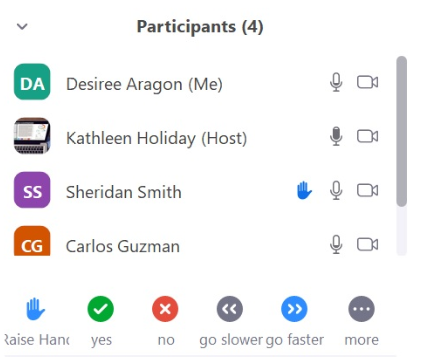 Participants (4)
DA Desiree Aragon (Me)
Kathleen Holiday (Host)
SS Sheridan Smith
CG Carlos Guzman
Raise Hand yes no go slower go faster more